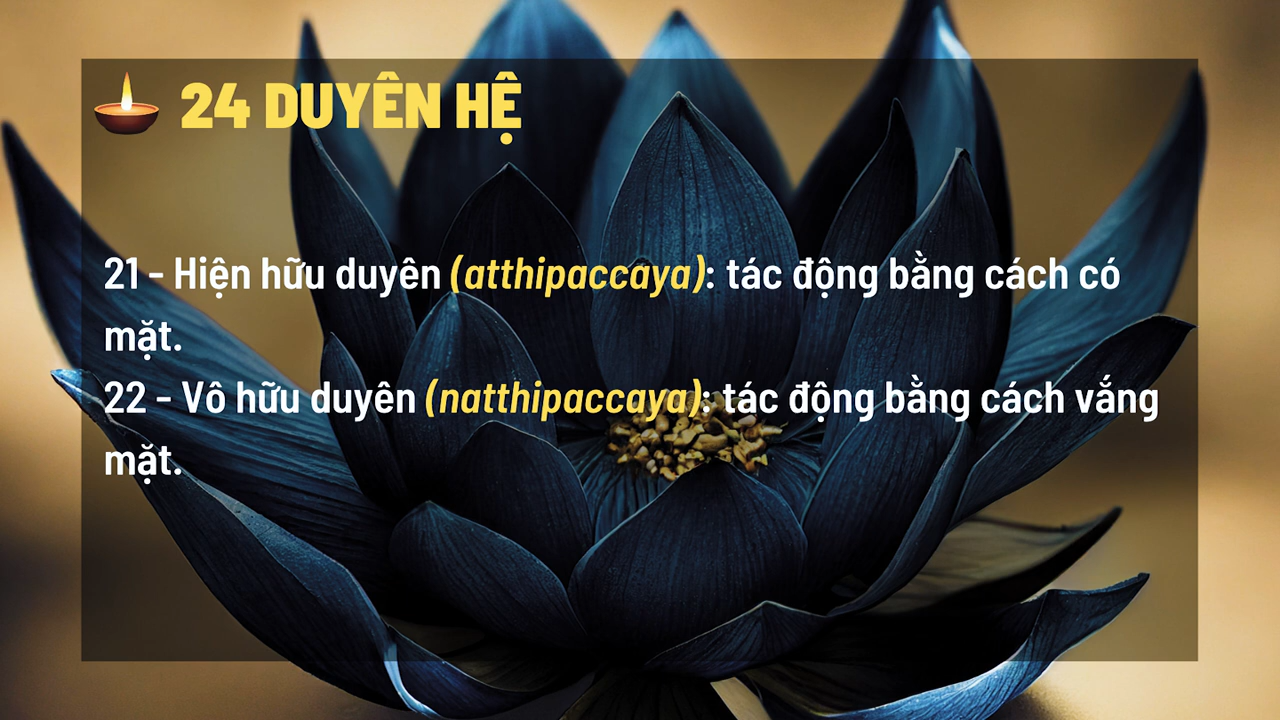 24 DUYÊN HỆ
21 - Hiện hữu duyên (atthipaccaya): tác động bằng cách có
mặt.
22 - Vô hữu duyên (natthipaccaya): tác động bằng cách vắng
mặt.